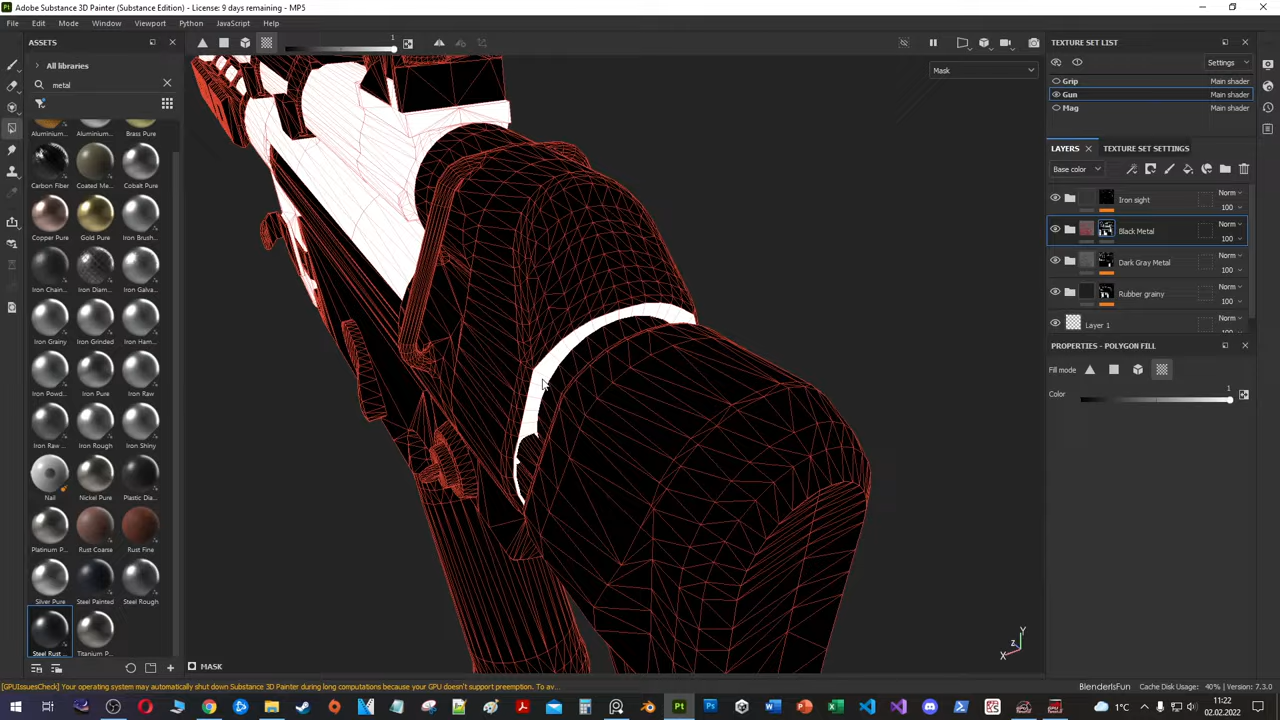 Adobe Substance 3D Painter (Substance Edition) - License: 9 days remaining - MP5
File Edit Mode Window Viewport Python JavaScript Help
ASSETS
All libraries
metal
Aluminium... Aluminium... Brass Pure
Carbon Fiber Coated Me... Cobalt Pure
Copper Pure Gold Pure Iron Brush...
Iron Chain... Iron Diam... Iron Galva...
Iron Grainy Iron Grinded Iron Ham...
Iron Powd... Iron Pure Iron Raw
Iron Raw ... Iron Rough Iron Shiny
Nail Nickel Pure Plastic Dia...
Platinum P... Rust Coarse Rust Fine
Silver Pure Steel Painted Steel Rough
Steel Rust ... Titanium P...
1
Mask
Y
Z
X
MASK
TEXTURE SET LIST
Settings
Grip Main shader
Gun Main shader
Mag Main shader
LAYERS TEXTURE SET SETTINGS
Base color
Iron sight Norm 100
Black Metal Norm 100
Dark Gray Metal Norm 100
Rubber grainy Norm 100
Layer 1 Norm
PROPERTIES - POLYGON FILL
Fill mode
Color 1
[GPUIssuesCheck] Your operating system may automatically shut down Substance 3D Painter during long computations because your GPU doesn't support preemption. To av...
BlenderIsFun Cache Disk Usage: 40% | Version: 7.3.0
1°C
11:22
02.02.2022